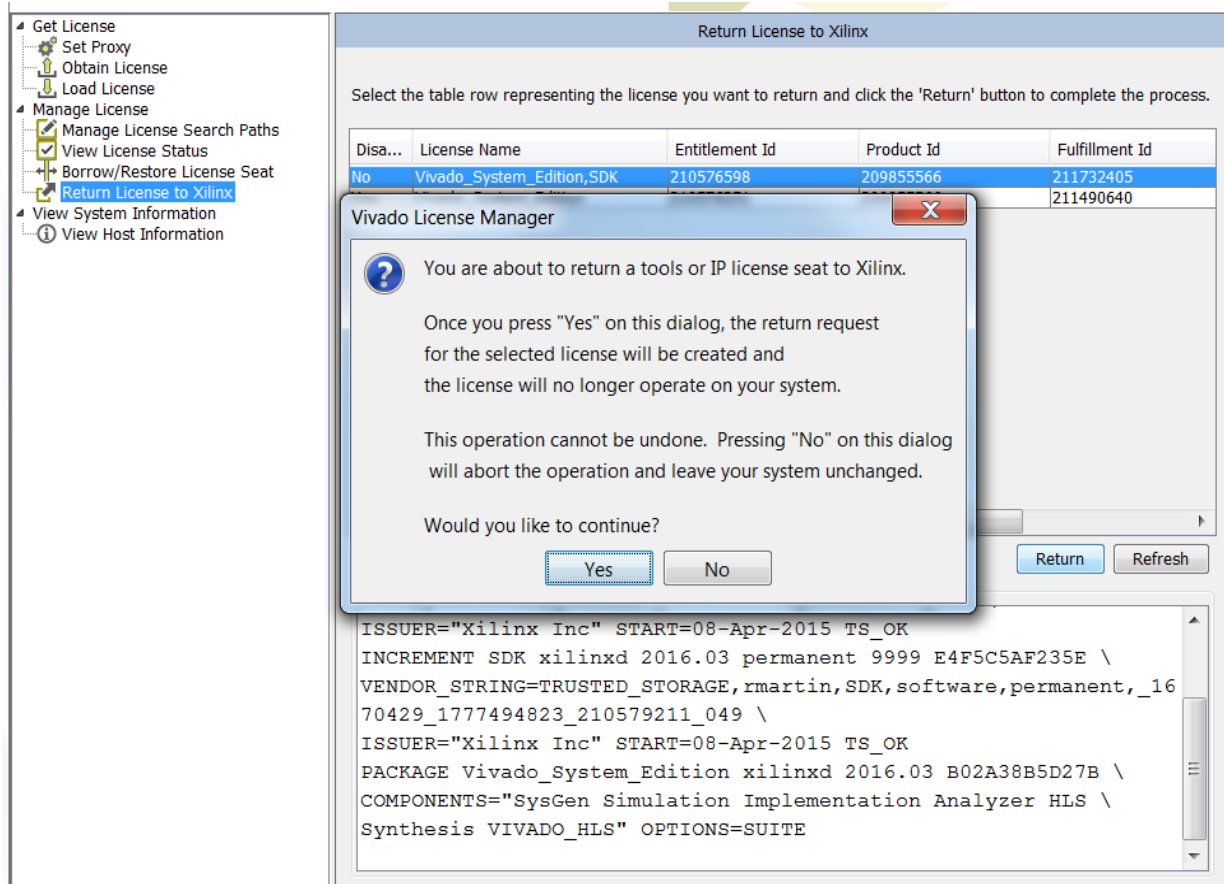 Get License
Set Proxy
Obtain License
Load License
Manage License
Manage License Search Paths
View License Status
Borrow/Restore License Seat
Return License to Xilinx
View System Information
View Host Information
Return License to Xilinx
Select the table row representing the license you want to return and click the 'Return' button to complete the process.
Disa... License Name Entitlement Id Product Id Fulfillment Id
No Vivado_System_Edition,SDK 210576598 209855566 211732405
211490640
Vivado License Manager
You are about to return a tools or IP license seat to Xilinx.
Once you press "Yes" on this dialog, the return request
for the selected license will be created and
the license will no longer operate on your system.
This operation cannot be undone. Pressing "No" on this dialog
will abort the operation and leave your system unchanged.
Would you like to continue?
Yes No
Return Refresh
ISSUER="Xilinx Inc" START=08-Apr-2015 TS_OK
INCREMENT SDK xilinxd 2016.03 permanent 9999 E4F5C5AF235E \
VENDOR_STRING=TRUSTED_STORAGE,rmartin,SDK,software,permanent,_16
70429_1777494823_210579211_049 \
ISSUER="Xilinx Inc" START=08-Apr-2015 TS_OK
PACKAGE Vivado_System_Edition xilinxd 2016.03 B02A38B5D27B \
COMPONENTS="SysGen Simulation Implementation Analyzer HLS \
Synthesis VIVADO_HLS" OPTIONS=SUITE